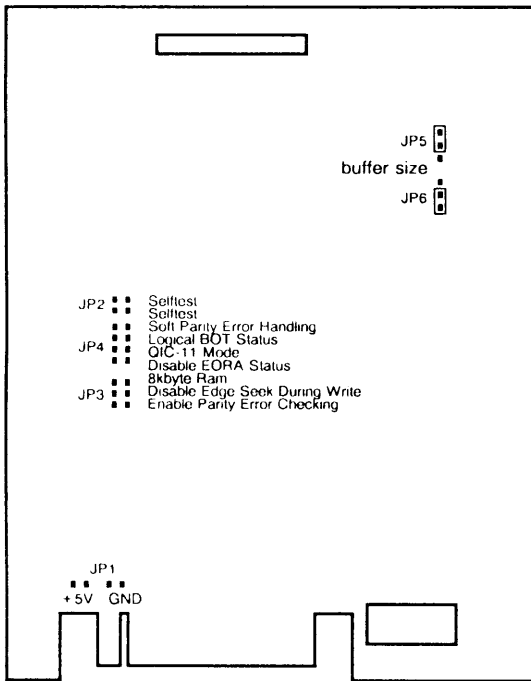 JP5
buffer size
JP6
JP2
Selftest
Selftest
Soft Parity Error Handling
JP4
Logical BOT Status
QIC-11 Mode
Disable EORA Status
8kbyte Ram
JP3
Disable Edge Seek During Write
Enable Parity Error Checking
JP1
+5V GND